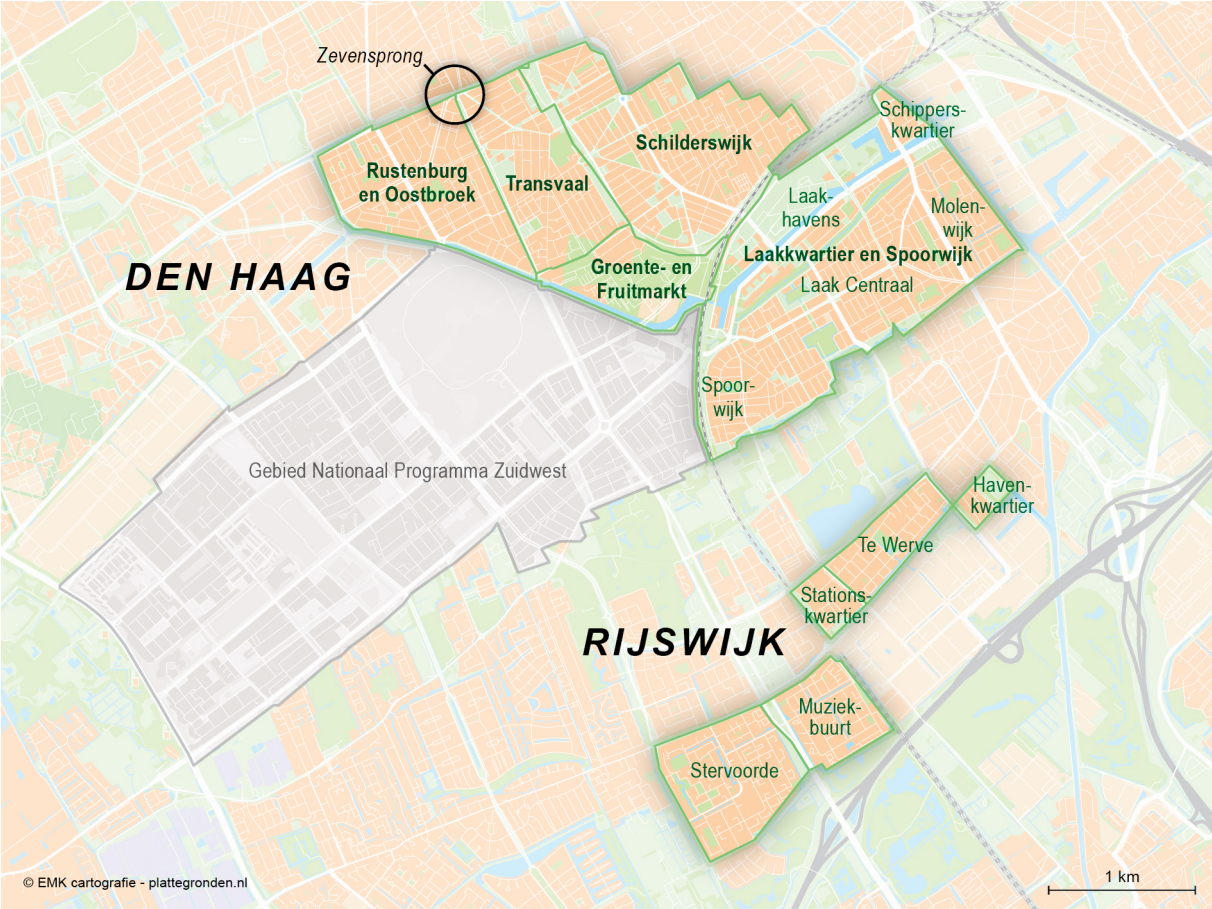 Zevensprong
Schippers-
kwartier
Schilderswijk
Rustenburg
en Oostbroek
Transvaal
Laak-
havens
Molen-
wijk
Laakkwartier en Spoorwijk
Laak Centraal
Groente- en
Fruitmarkt
DEN HAAG
Spoor-
wijk
Gebied Nationaal Programma Zuidwest
Haven-
kwartier
Te Werve
Stations-
kwartier
RIJSWIJK
Muziek-
buurt
Stervoorde
1 km
© EMK cartografie - plattegronden.nl